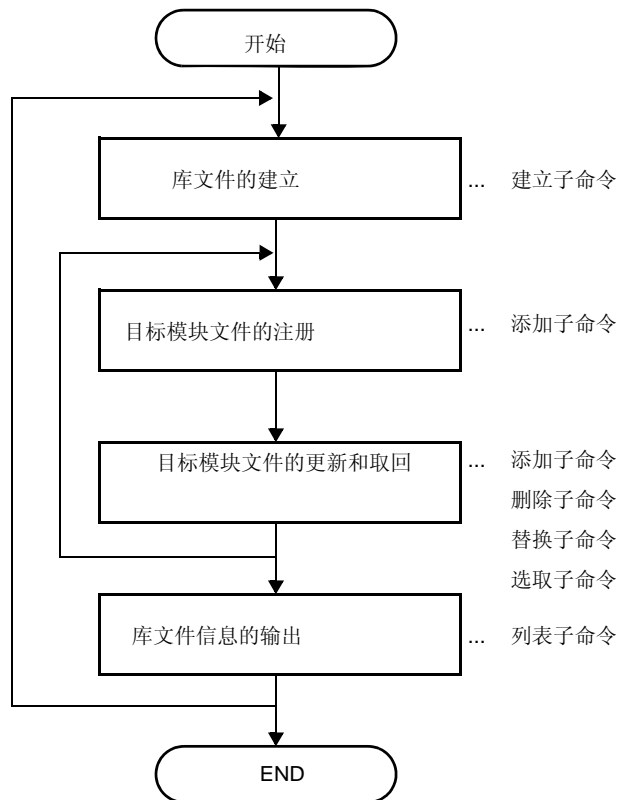 开始
库文件的建立 ... 建立子命令
目标模块文件的注册 ... 添加子命令
目标模块文件的更新和取回 ... 添加子命令
删除子命令
替换子命令
选取子命令
库文件信息的输出 ... 列表子命令
END